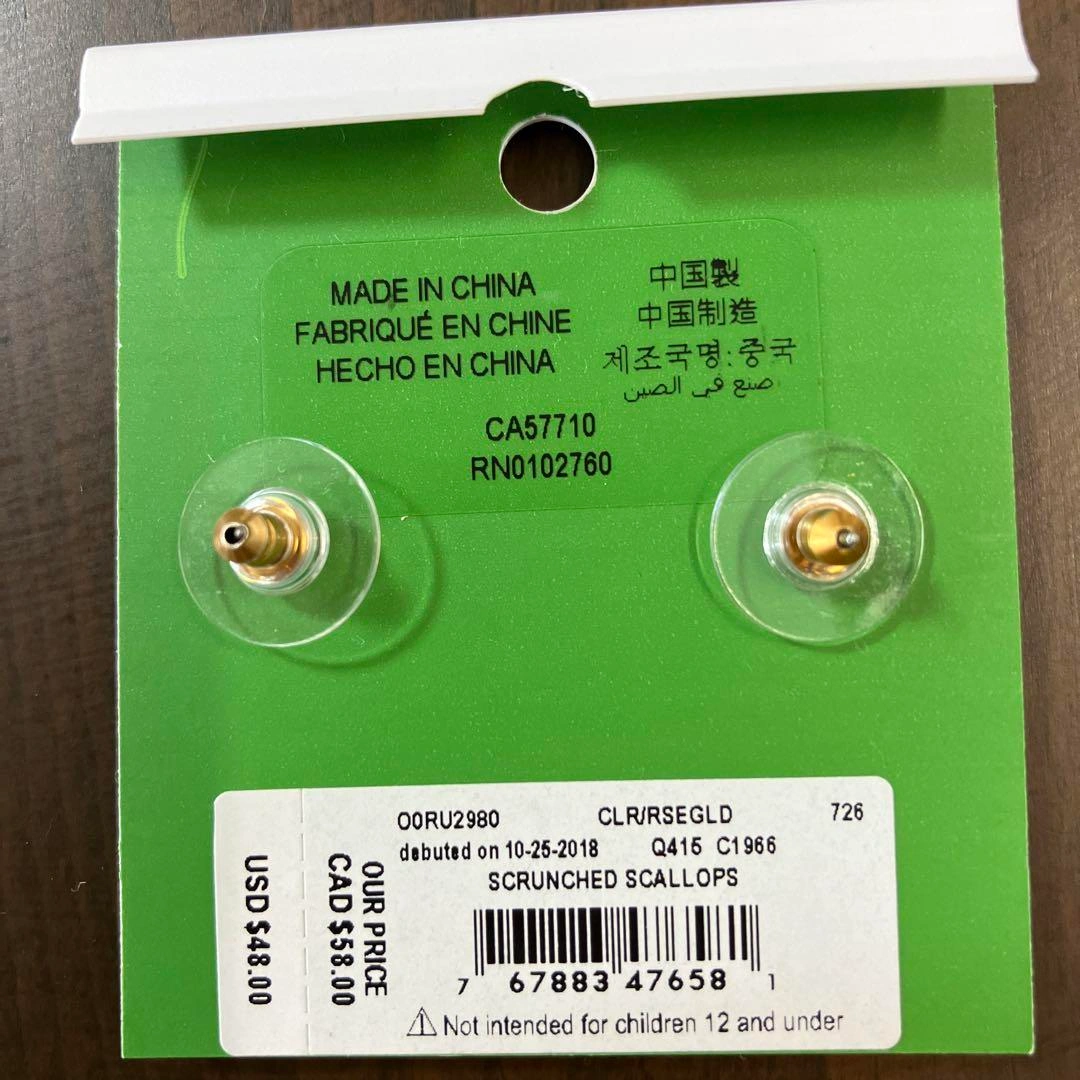 MADE IN CHINA
FABRIQUÉ EN CHINE
HECHO EN CHINA
中国製
中国制造
제조국명:중국
صنع في الصين
CA57710
RN0102760
O0RU2980 CLR/RSEGLD 726
debuted on 10-25-2018 Q415 C1966
SCRUNCHED SCALLOPS
7 67883 47658 1
⚠ Not intended for children 12 and under
OUR PRICE
CAD $58.00
USD $48.00